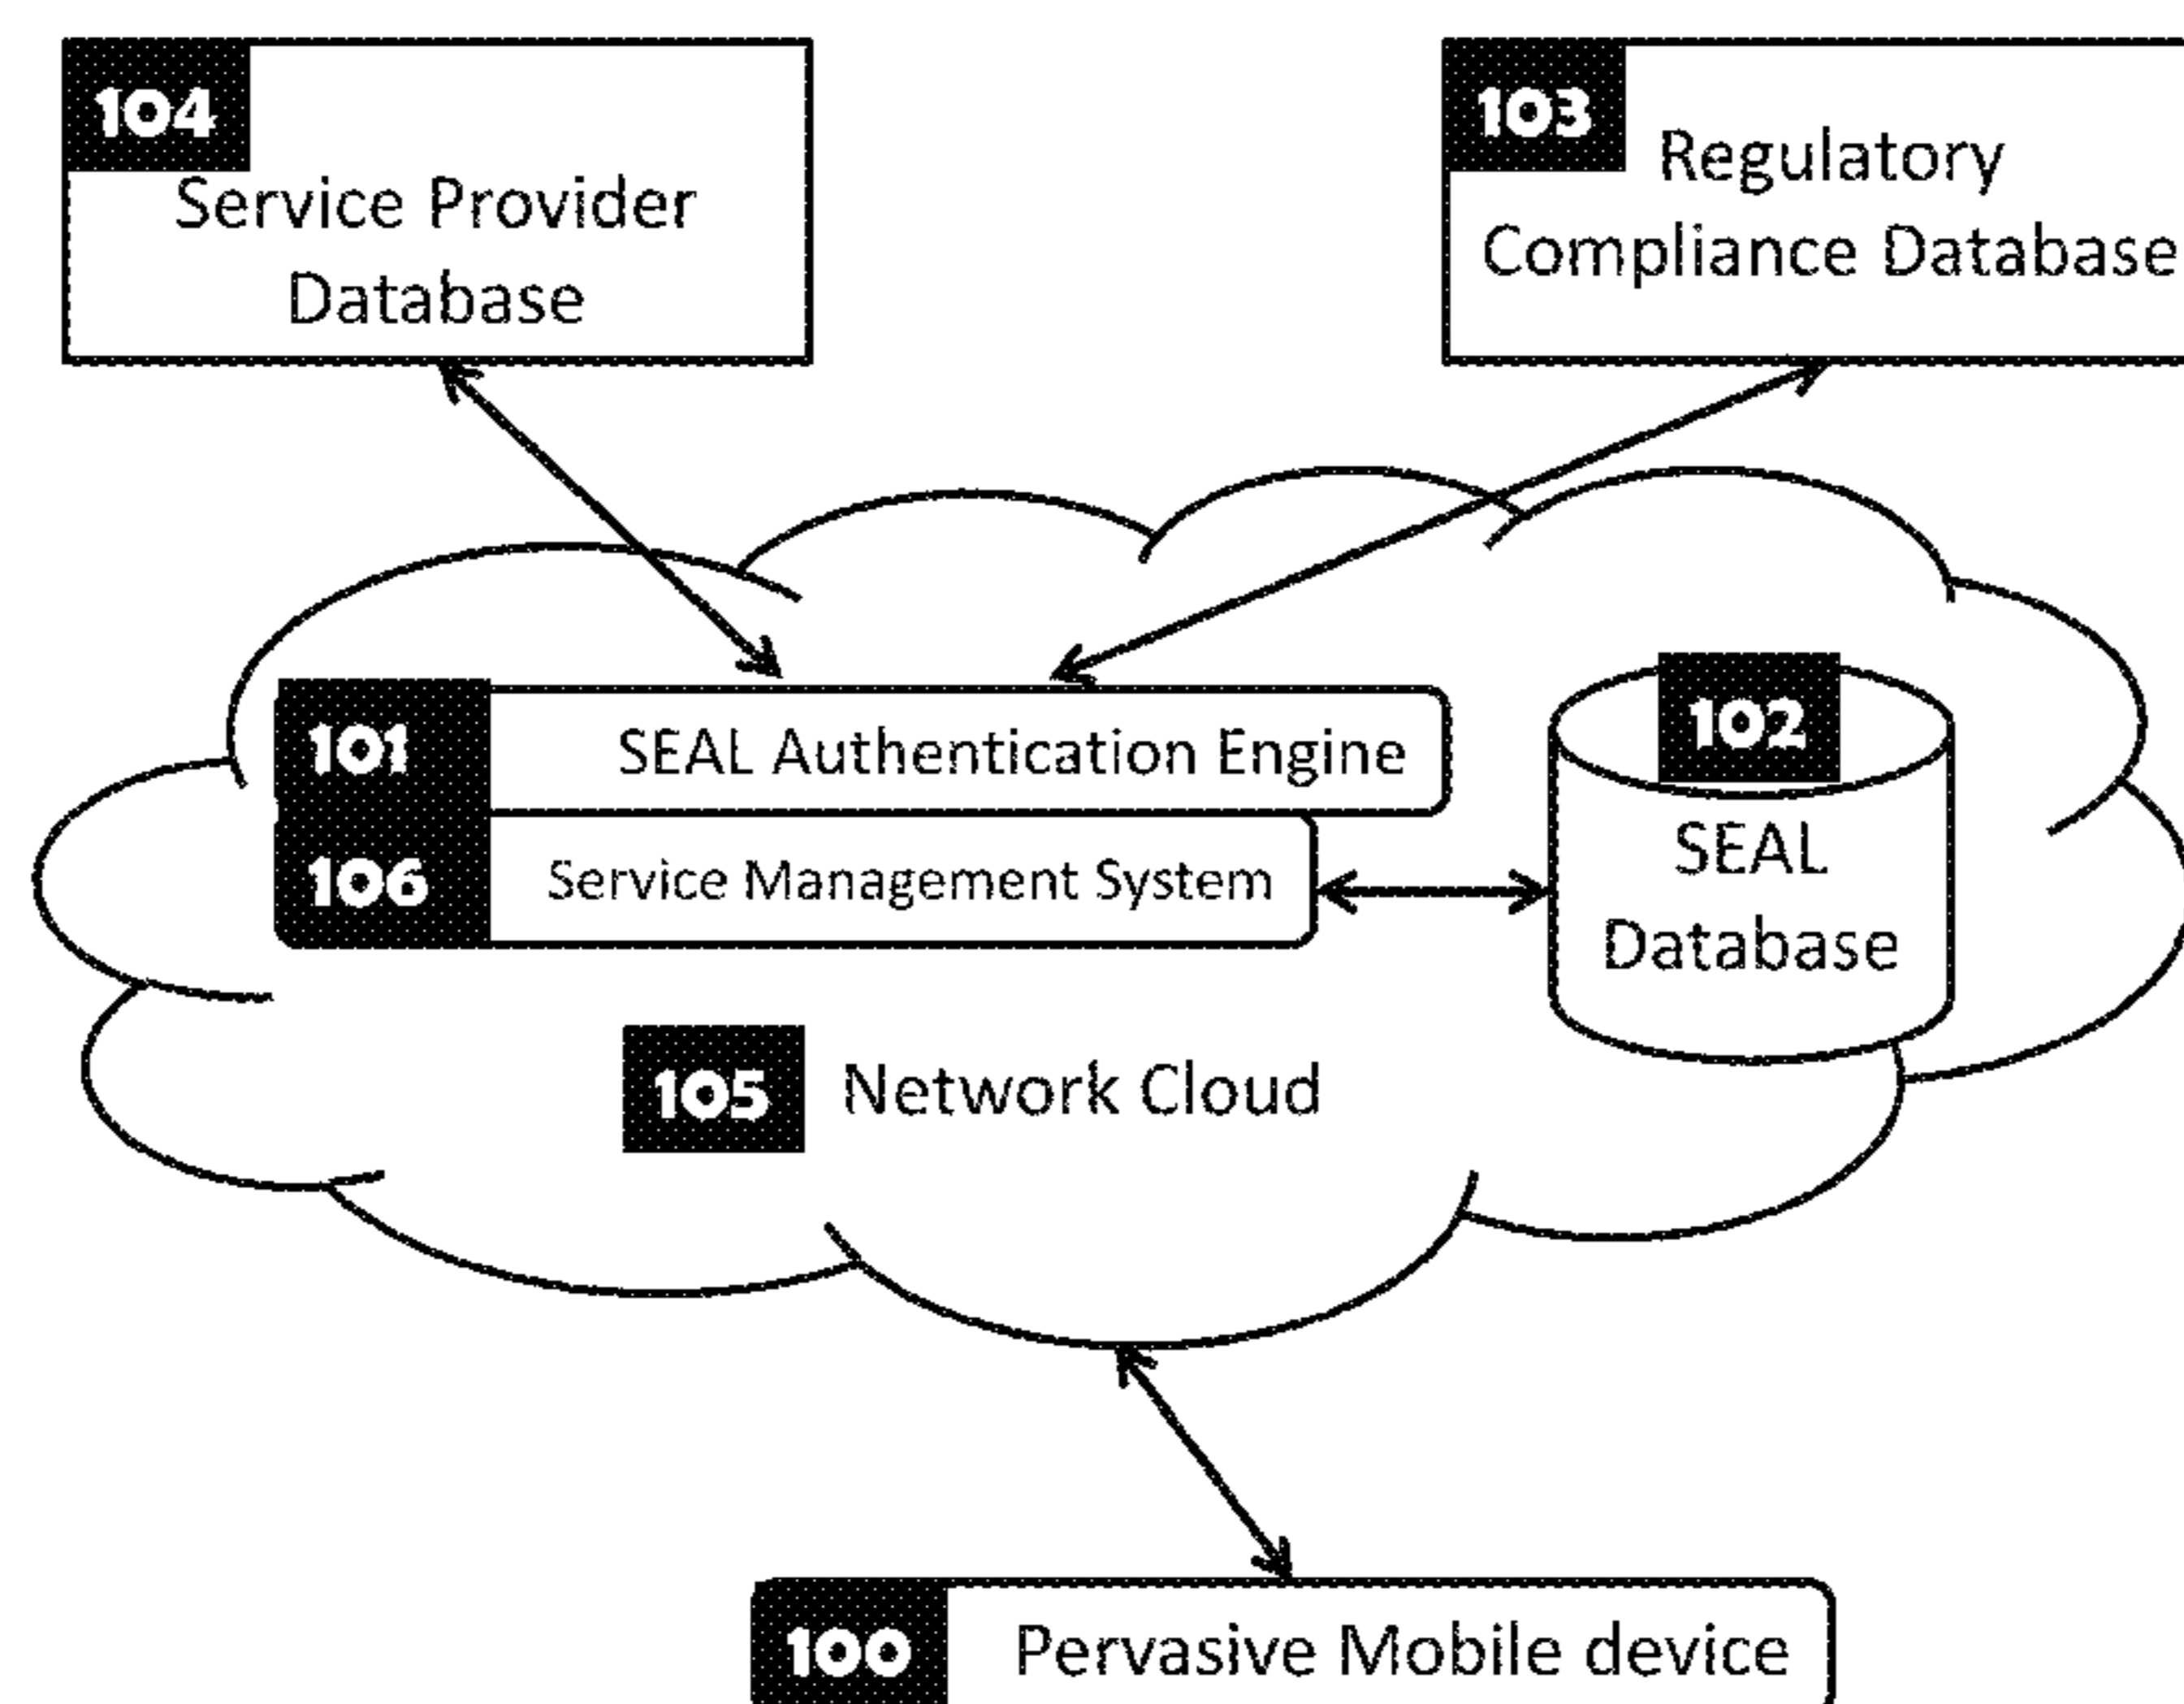 104
Service Provider
Database
103
Regulatory
Compliance Database
101
SEAL Authentication Engine
102
106
Service Management System
SEAL
Database
105
Network Cloud
100
Pervasive Mobile device